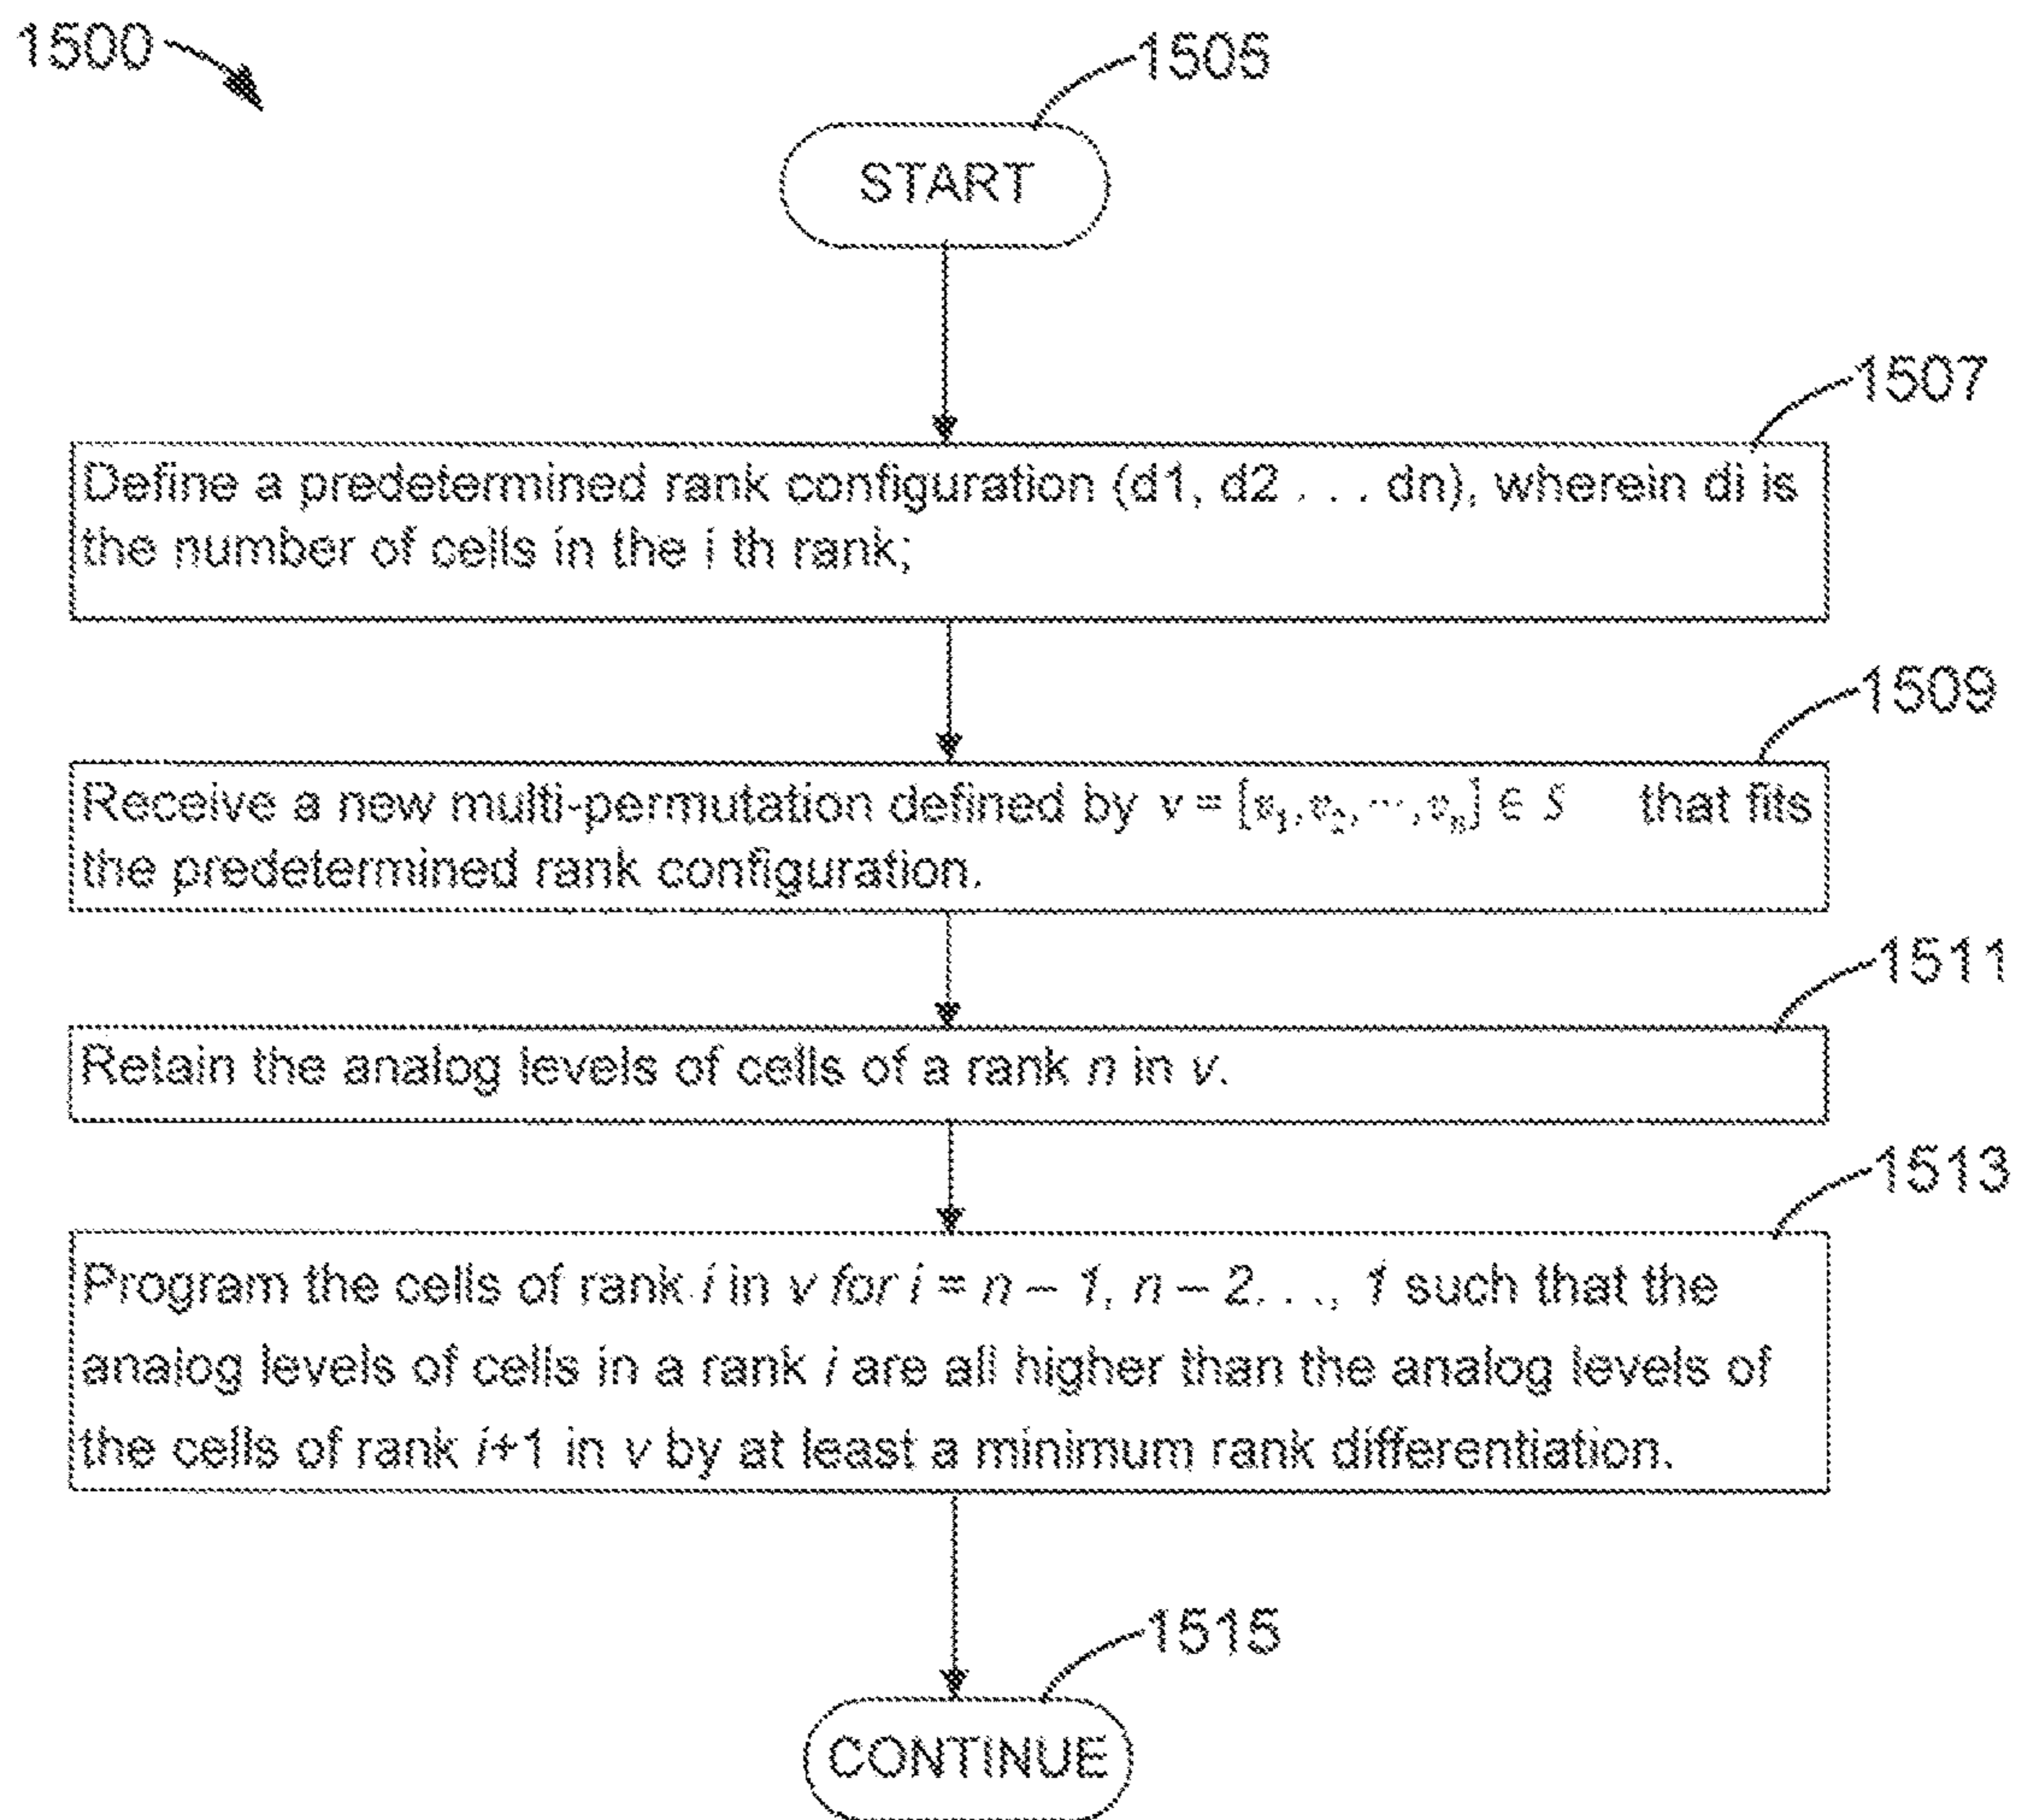 1500
1505
START
1507
Define a predetermined rank configuration (d1, d2 . . . dn), wherein di is
the number of cells in the i th rank;
1509
Receive a new multi-permutation defined by v = [v₁,v₂,⋯,vₙ] ∈ S that fits
the predetermined rank configuration.
1511
Retain the analog levels of cells of a rank n in v.
1513
Program the cells of rank i in v for i = n – 1, n – 2. . ., 1 such that the
analog levels of cells in a rank i are all higher than the analog levels of
the cells of rank i+1 in v by at least a minimum rank differentiation.
1515
CONTINUE